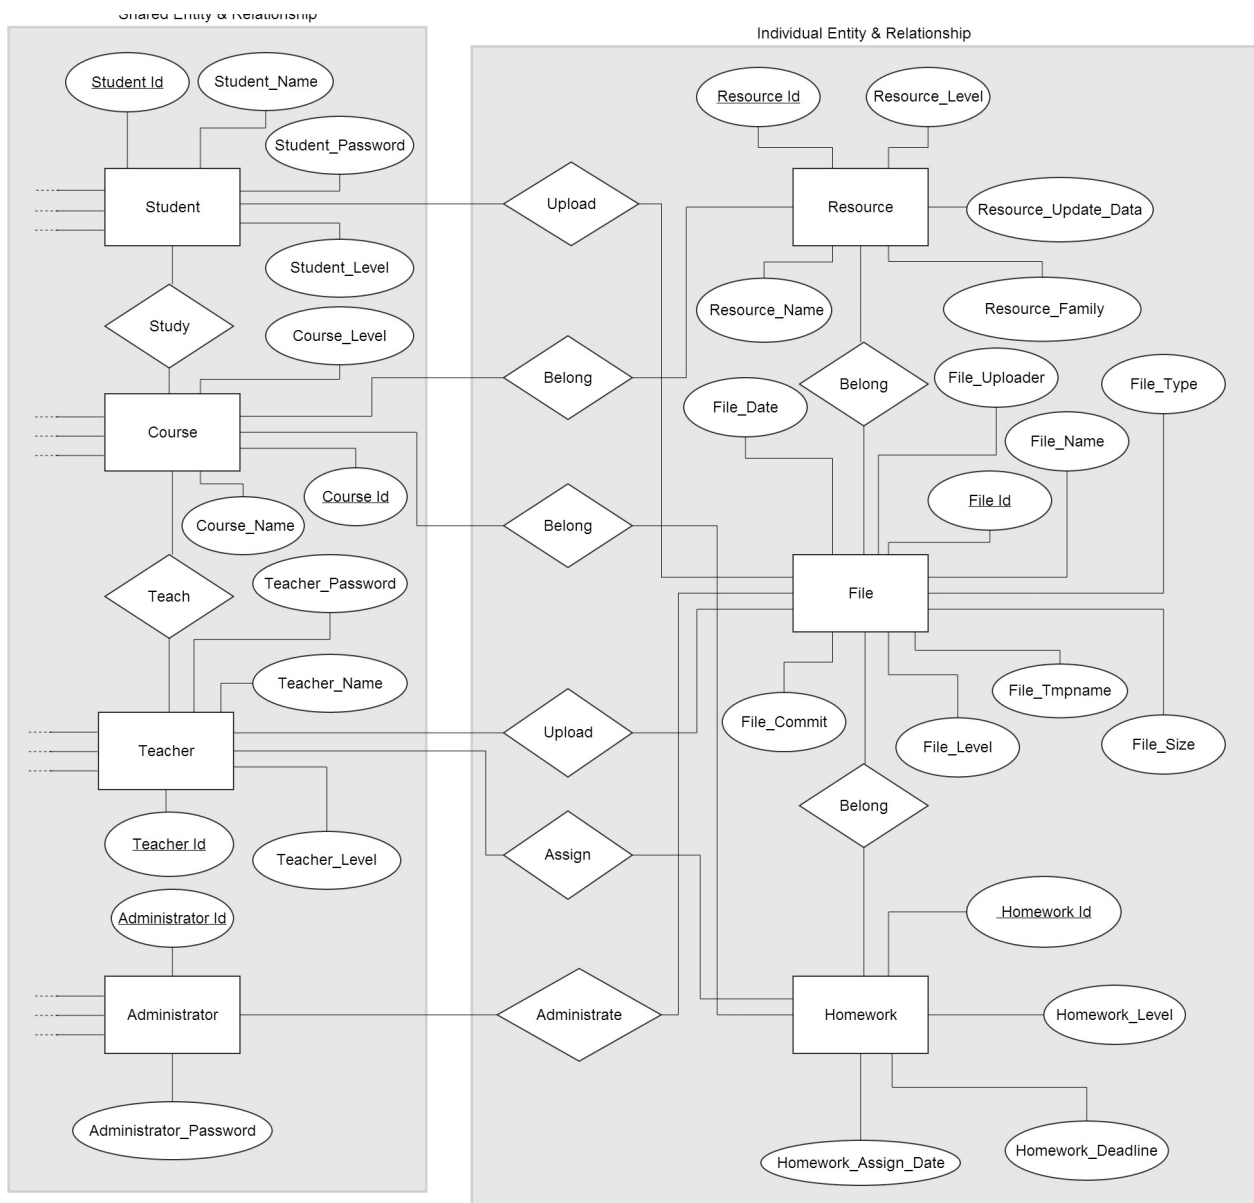 Shared Entity & Relationship
Individual Entity & Relationship
Student Id
Student_Name
Student_Password
Student
Student_Level
Study
Course_Level
Course
Course Id
Course_Name
Teach
Teacher_Password
Teacher_Name
Teacher
Teacher Id
Teacher_Level
Administrator Id
Administrator
Administrator_Password
Upload
Belong
Belong
Upload
Assign
Administrate
Resource Id
Resource_Level
Resource
Resource_Update_Data
Resource_Name
Resource_Family
Belong
File_Date
File_Uploader
File_Type
File_Name
File Id
File
File_Commit
File_Tmpname
File_Level
File_Size
Belong
Homework Id
Homework
Homework_Level
Homework_Deadline
Homework_Assign_Date